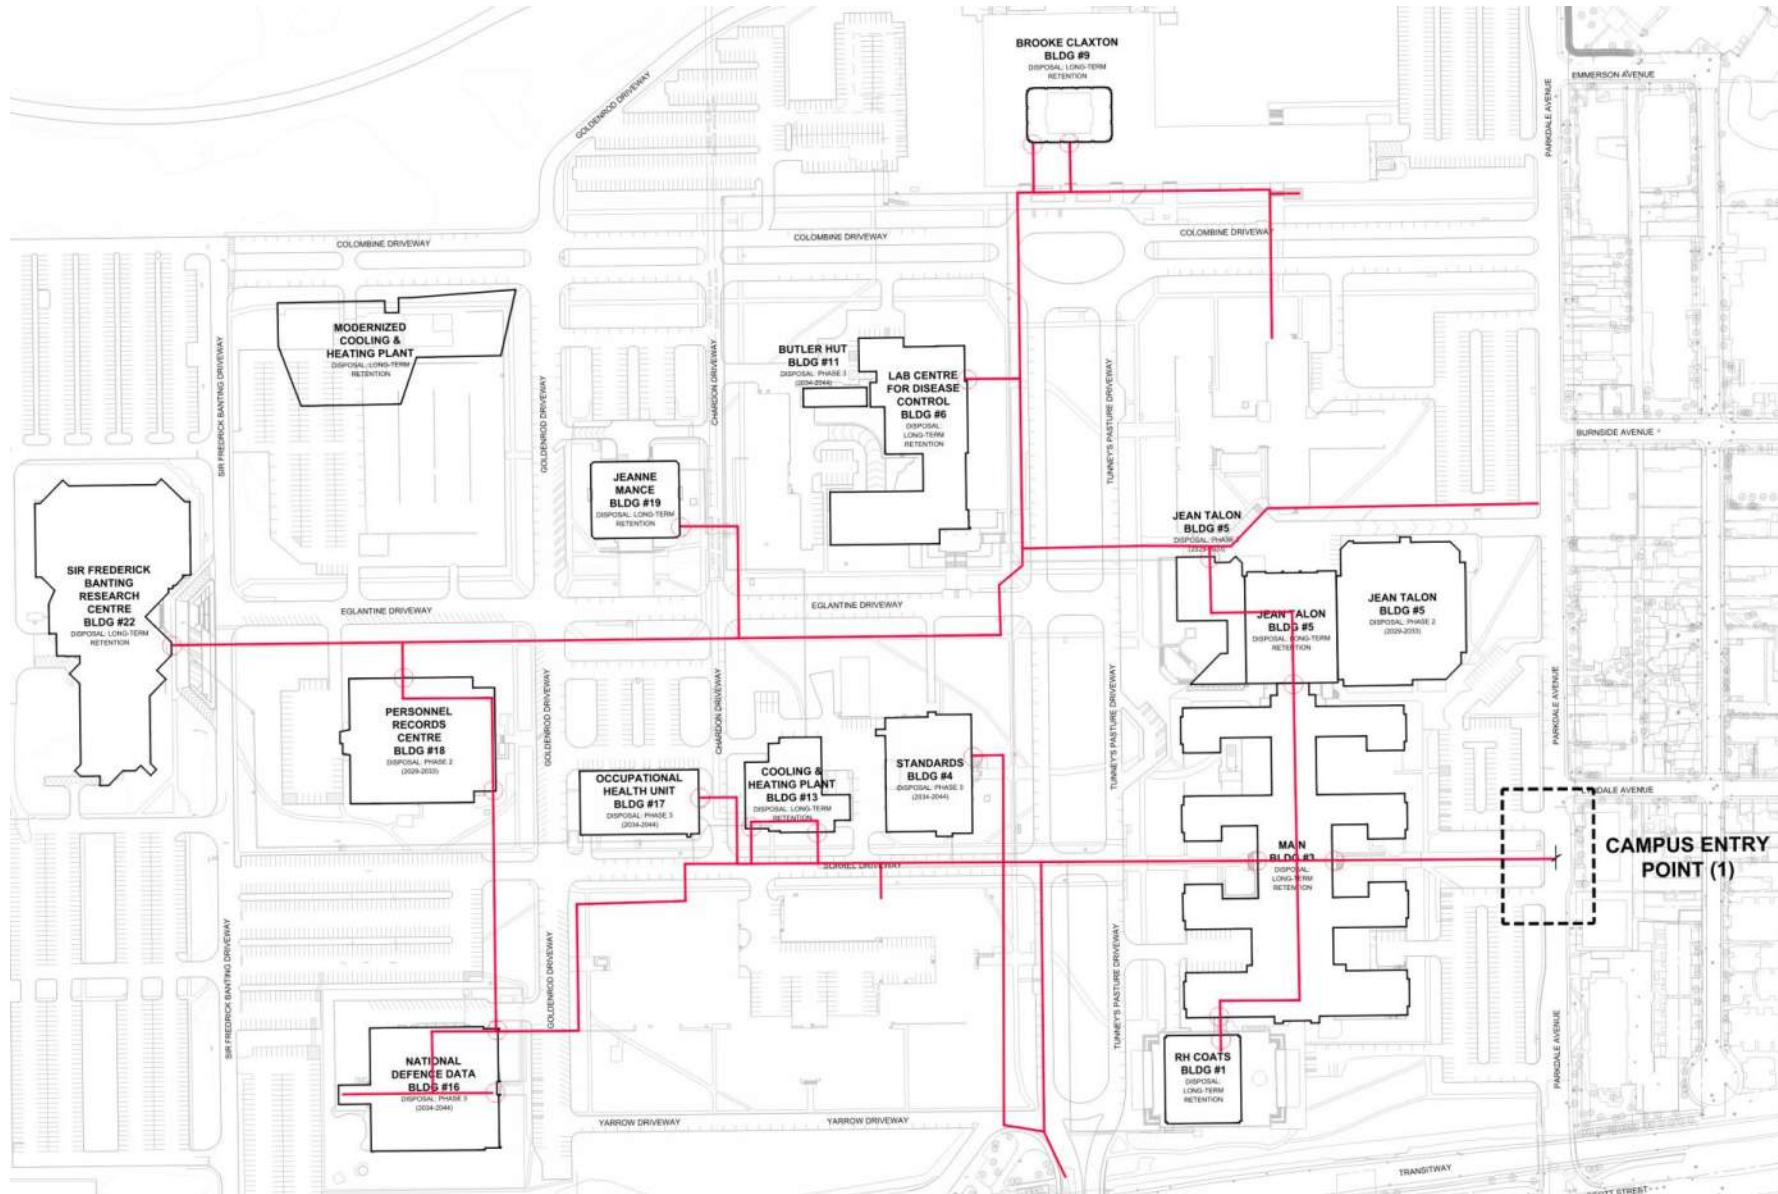 BROOKE CLAXTON
BLDG #9
DISPOSAL: LONG-TERM
RETENTION
EMMERSON AVENUE
PARKDALE AVENUE
GOLDENROD DRIVEWAY
COLOMBINE DRIVEWAY
COLOMBINE DRIVEWAY
COLOMBINE DRIVEWAY
MODERNIZED
COOLING &
HEATING PLANT
DISPOSAL: LONG-TERM
RETENTION
SIR FREDRICK BANTING DRIVEWAY
GOLDENROD DRIVEWAY
CHARDON DRIVEWAY
BUTLER HUT
BLDG #11
DISPOSAL: PHASE 3
(2034-2044)
LAB CENTRE
FOR DISEASE
CONTROL
BLDG #6
DISPOSAL:
LONG-TERM
RETENTION
TUNNEY'S PASTURE DRIVEWAY
BURNSIDE AVENUE
JEANNE
MANCE
BLDG #19
DISPOSAL: LONG-TERM
RETENTION
JEAN TALON
BLDG #5
DISPOSAL: PHASE
SIR FREDERICK
BANTING
RESEARCH
CENTRE
BLDG #22
DISPOSAL: LONG-TERM
RETENTION
EGLANTINE DRIVEWAY
EGLANTINE DRIVEWAY
JEAN TALON
BLDG #5
DISPOSAL: LONG-TERM
RETENTION
JEAN TALON
BLDG #5
DISPOSAL: PHASE 2
(2029-2033)
PERSONNEL
RECORDS
CENTRE
BLDG #18
DISPOSAL: PHASE 2
(2029-2033)
GOLDENROD DRIVEWAY
CHARDON DRIVEWAY
TUNNEY'S PASTURE DRIVEWAY
PARKDALE AVENUE
OCCUPATIONAL
HEALTH UNIT
BLDG #17
DISPOSAL: PHASE 3
(2034-2044)
COOLING &
HEATING PLANT
BLDG #13
DISPOSAL: LONG-TERM
RETENTION
STANDARDS
BLDG #4
DISPOSAL: PHASE 3
(2034-2044)
DALE AVENUE
SORREL DRIVEWAY
MAIN
BLDG #3
DISPOSAL:
LONG-TERM
RETENTION
CAMPUS ENTRY
POINT (1)
SIR FREDRICK BANTING DRIVEWAY
GOLDENROD DRIVEWAY
TUNNEY'S PASTURE DRIVEWAY
PARKDALE AVENUE
NATIONAL
DEFENCE DATA
BLDG #16
DISPOSAL: PHASE 3
(2034-2044)
RH COATS
BLDG #1
DISPOSAL:
LONG-TERM
RETENTION
YARROW DRIVEWAY
YARROW DRIVEWAY
TRANSITWAY